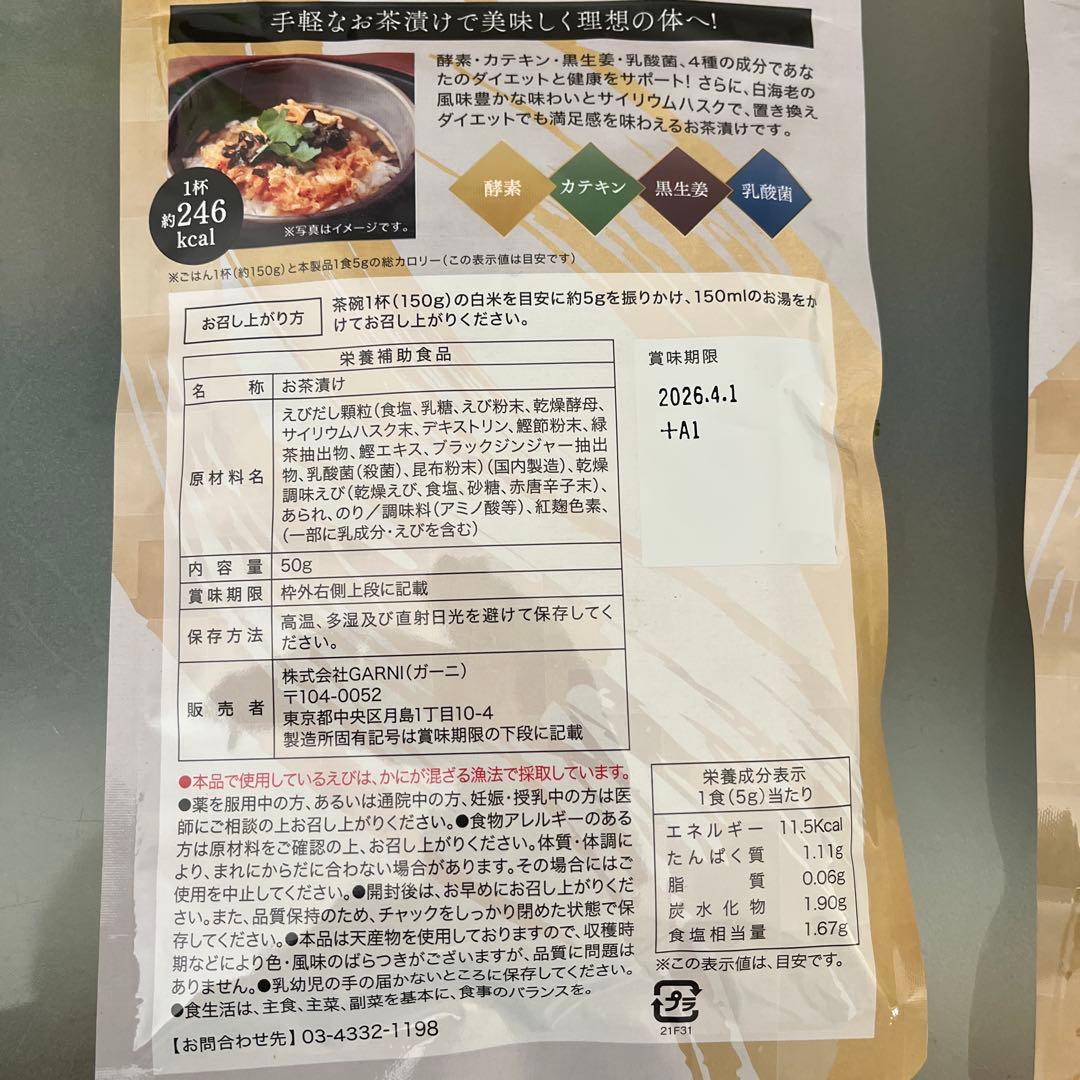 手軽なお茶漬けで美味しく理想の体へ!
酵素・カテキン・黒生姜・乳酸菌、4種の成分であな
たのダイエットと健康をサポート! さらに、白海老の
風味豊かな味わいとサイリウムハスクで、置き換え
ダイエットでも満足感を味わえるお茶漬けです。
酵素
カテキン
黒生姜
乳酸菌
1杯
約246
kcal
※写真はイメージです。
※ごはん1杯(約150g)と本製品1食5gの総カロリー(この表示値は目安です)
お召し上がり方
茶碗1杯(150g)の白米を目安に約5gを振りかけ、150mlのお湯をか
けてお召し上がりください。
栄養補助食品
名称 お茶漬け
原材料名
えびだし顆粒(食塩、乳糖、えび粉末、乾燥酵母、
サイリウムハスク末、デキストリン、鰹節粉末、緑
茶抽出物、鰹エキス、ブラックジンジャー抽出
物、乳酸菌(殺菌)、昆布粉末)(国内製造)、乾燥
調味えび(乾燥えび、食塩、砂糖、赤唐辛子末)、
あられ、のり/調味料(アミノ酸等)、紅麹色素、
(一部に乳成分・えびを含む)
内容量 50g
賞味期限 枠外右側上段に記載
保存方法
高温、多湿及び直射日光を避けて保存してく
ださい。
販売者
株式会社GARNI(ガーニ)
〒104-0052
東京都中央区月島1丁目10-4
製造所固有記号は賞味期限の下段に記載
賞味期限
2026.4.1
+A1
●本品で使用しているえびは、かにが混ざる漁法で採取しています。
●薬を服用中の方、あるいは通院中の方、妊娠・授乳中の方は医
師にご相談の上お召し上がりください。●食物アレルギーのある
方は原材料をご確認の上、お召し上がりください。体質・体調に
より、まれにからだに合わない場合があります。その場合にはご
使用を中止してください。●開封後は、お早めにお召し上がりくだ
さい。また、品質保持のため、チャックをしっかり閉めた状態で保
存してください。●本品は天産物を使用しておりますので、収穫時
期などにより色・風味のばらつきがございますが、品質に問題は
ありません。●乳幼児の手の届かないところに保存してください。
●食生活は、主食、主菜、副菜を基本に、食事のバランスを。
【お問合わせ先】03-4332-1198
栄養成分表示
1食(5g)当たり
エネルギー 11.5Kcal
たんぱく質 1.11g
脂質 0.06g
炭水化物 1.90g
食塩相当量 1.67g
※この表示値は、目安です。
プラ
21F31